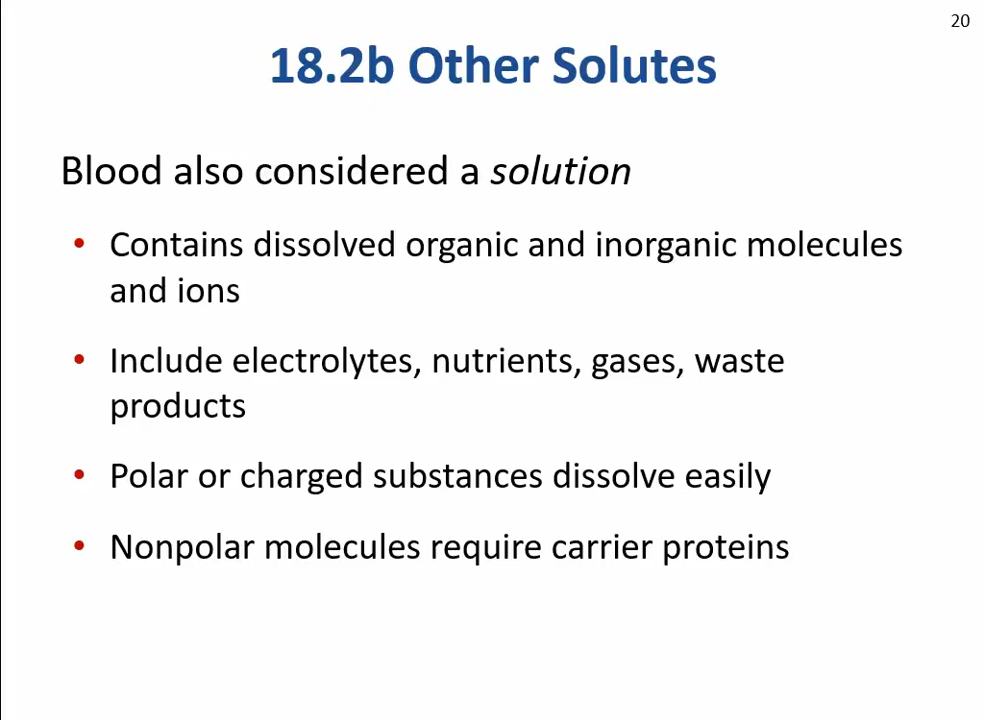 20
18.2b Other Solutes
Blood also considered a solution
• Contains dissolved organic and inorganic molecules
and ions
• Include electrolytes, nutrients, gases, waste
products
• Polar or charged substances dissolve easily
• Nonpolar molecules require carrier proteins